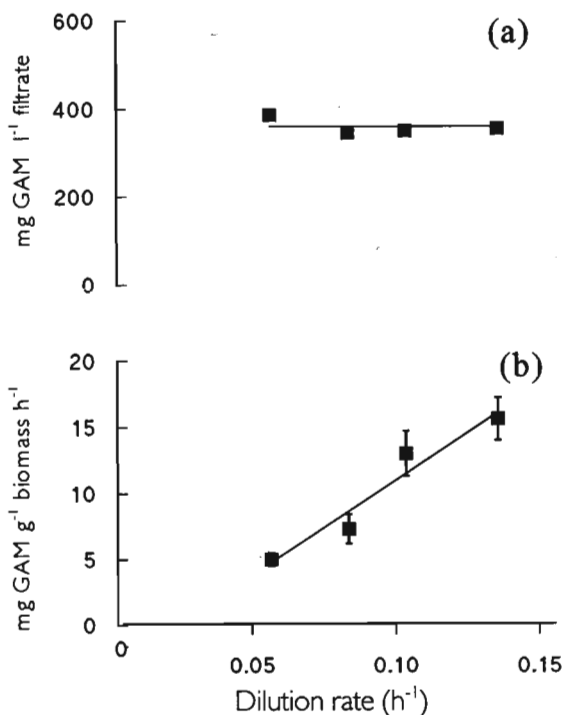 (a)
mg GAM l⁻¹ filtrate
600
400
200
0
(b)
mg GAM g⁻¹ biomass h⁻¹
20
15
10
5
0
0
0.05
0.10
0.15
Dilution rate (h⁻¹)